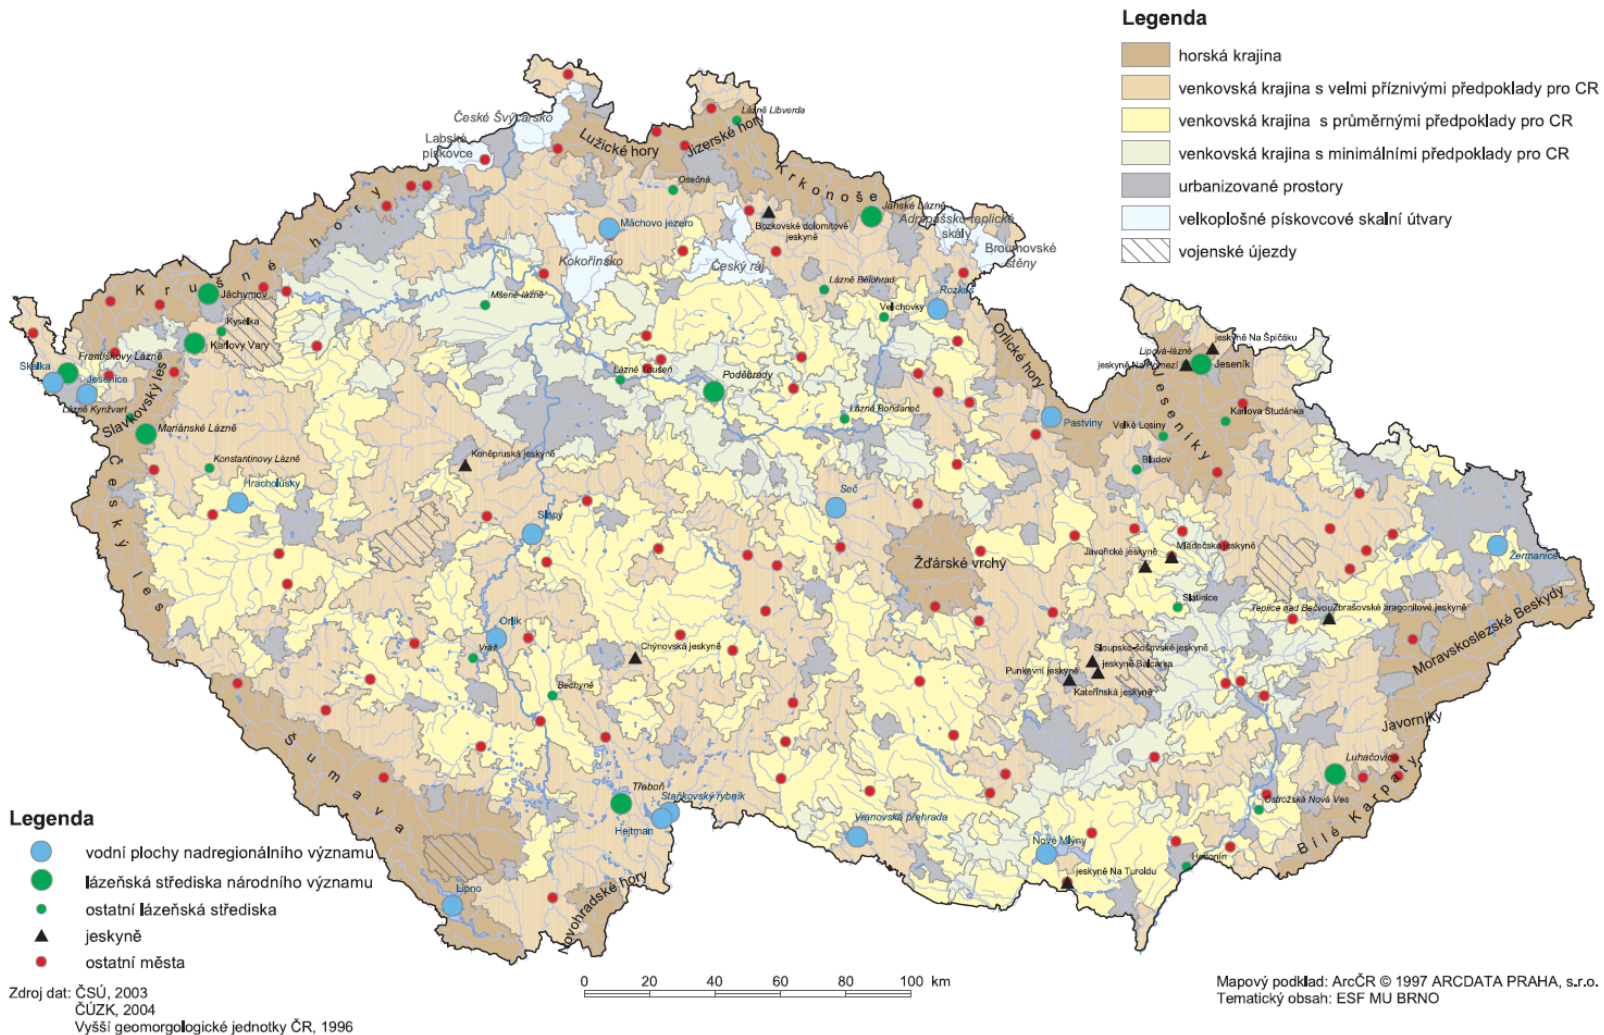 Legenda
horská krajina
venkovská krajina s velmi příznivými předpoklady pro CR
venkovská krajina s průměrnými předpoklady pro CR
venkovská krajina s minimálními předpoklady pro CR
urbanizované prostory
velkoplošné pískovcové skalní útvary
vojenské újezdy
České Švýcarsko
Labské
pískovce
Lužické hory
Jizerské hory
Lázně Libverda
Krkonoše
Osečná
Janské Lázně
Máchovo jezero
Bozkovské dolomitové
jeskyně
Adršpašsko-teplické
skály
Broumovské
stěny
Kokořínsko
Český ráj
Krušné hory
Jáchymov
Kyselka
Karlovy Vary
Mšené-lázně
Lázně Bělohrad
Velichovky
Rozkoš
Orlické hory
Františkovy Lázně
Skalka
Jesenice
Lázně Kynžvart
Slavkovský les
Mariánské Lázně
Lázně Toušeň
Poděbrady
Lázně Bohdaneč
Pastviny
jeskyně Na Špičáku
Lipová-lázně
jeskyně Na Pomezí
Jeseník
Jeseníky
Karlova Studánka
Velké Losiny
Bludov
Konstantinovy Lázně
Hracholusky
Koněpruská jeskyně
Český les
Slapy
Seč
Žďárské vrchy
Javoříčské jeskyně
Mladečská jeskyně
Žermanice
Slatinice
Teplice nad Bečvou
Zbrašovské aragonitové jeskyně
Moravskoslezské Beskydy
Orlík
Vráž
Chýnovská jeskyně
Bechyně
Sloupsko-šošůvské jeskyně
jeskyně Balcarka
Punkevní jeskyně
Kateřinská jeskyně
Javorníky
Šumava
Třeboň
Staňkovský rybník
Hejtman
Vranovská přehrada
Nové Mlýny
jeskyně Na Turoldu
Hodonín
Ostrožská Nová Ves
Luhačovice
Bílé Karpaty
Lipno
Novohradské hory
Legenda
vodní plochy nadregionálního významu
lázeňská střediska národního významu
ostatní lázeňská střediska
jeskyně
ostatní města
Zdroj dat: ČSÚ, 2003
ČÚZK, 2004
Vyšší geomorgologické jednotky ČR, 1996
0 20 40 60 80 100 km
Mapový podklad: ArcČR © 1997 ARCDATA PRAHA, s.r.o.
Tematický obsah: ESF MU BRNO